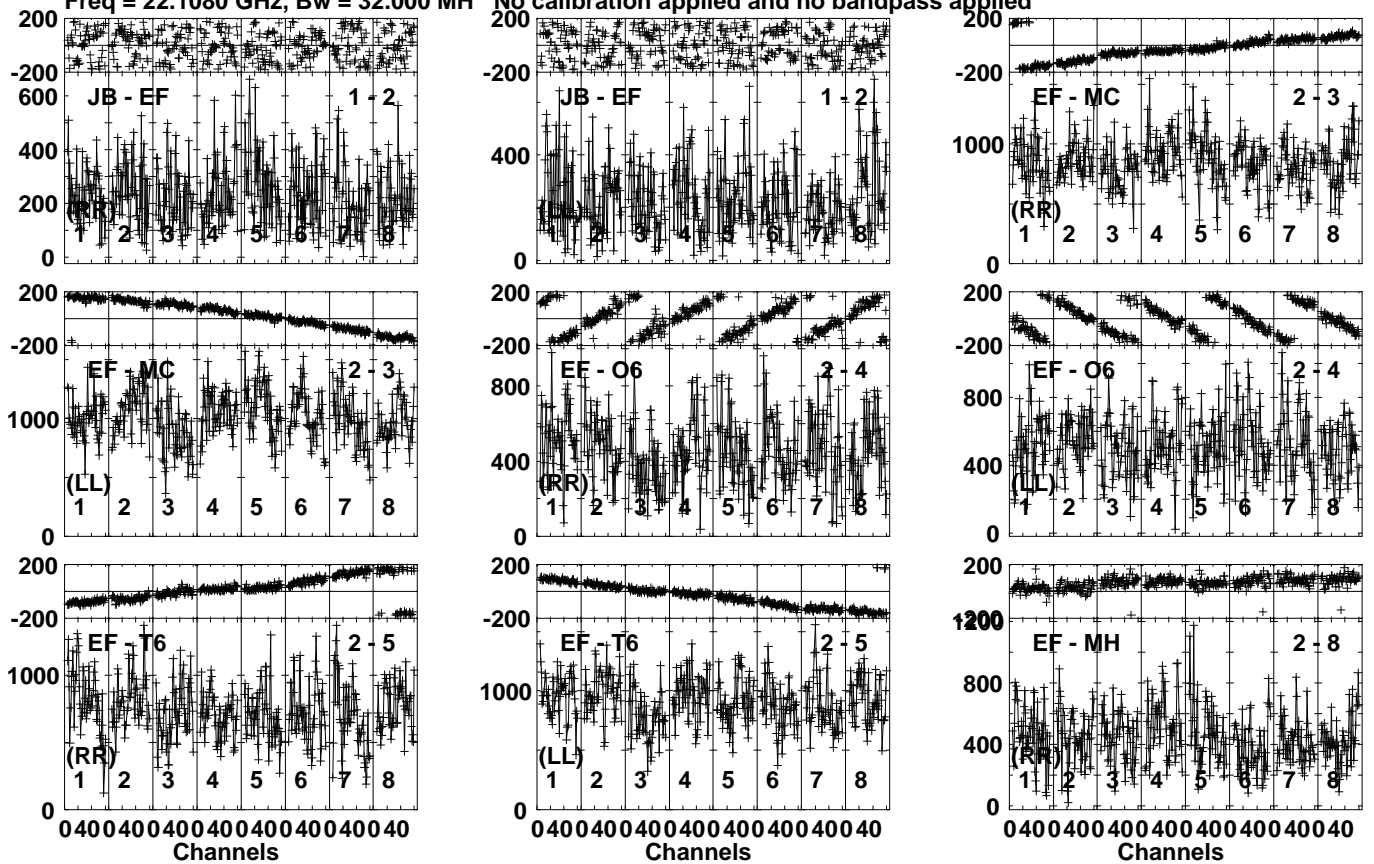 Freq = 22.1080 GHz, Bw = 32.000 MH No calibration applied and no bandpass applied
200
-200
JB - EF 1 - 2
600
400
200
0
(RR)
1 2 3 4 5 6 7 8
200
-200
JB - EF 1 - 2
400
0
(LL)
1 2 3 4 5 6 7 8
200
-200
EF - MC 2 - 3
1000
0
(RR)
1 2 3 4 5 6 7 8
200
-200
EF - MC 2 - 3
1000
0
(LL)
1 2 3 4 5 6 7 8
200
-200
EF - O6 2 - 4
800
400
0
(RR)
1 2 3 4 5 6 7 8
200
-200
EF - O6 2 - 4
800
400
0
(LL)
1 2 3 4 5 6 7 8
200
-200
EF - T6 2 - 5
1000
0
(RR)
1 2 3 4 5 6 7 8
0 40 0 40 0 40 0 40 0 40 0 40 0 40 0 40
Channels
200
-200
EF - T6 2 - 5
1000
0
(LL)
1 2 3 4 5 6 7 8
0 40 0 40 0 40 0 40 0 40 0 40 0 40 0 40
Channels
200
-200
1200
EF - MH 2 - 8
800
400
0
(RR)
1 2 3 4 5 6 7 8
0 40 0 40 0 40 0 40 0 40 0 40 0 40 0 40
Channels